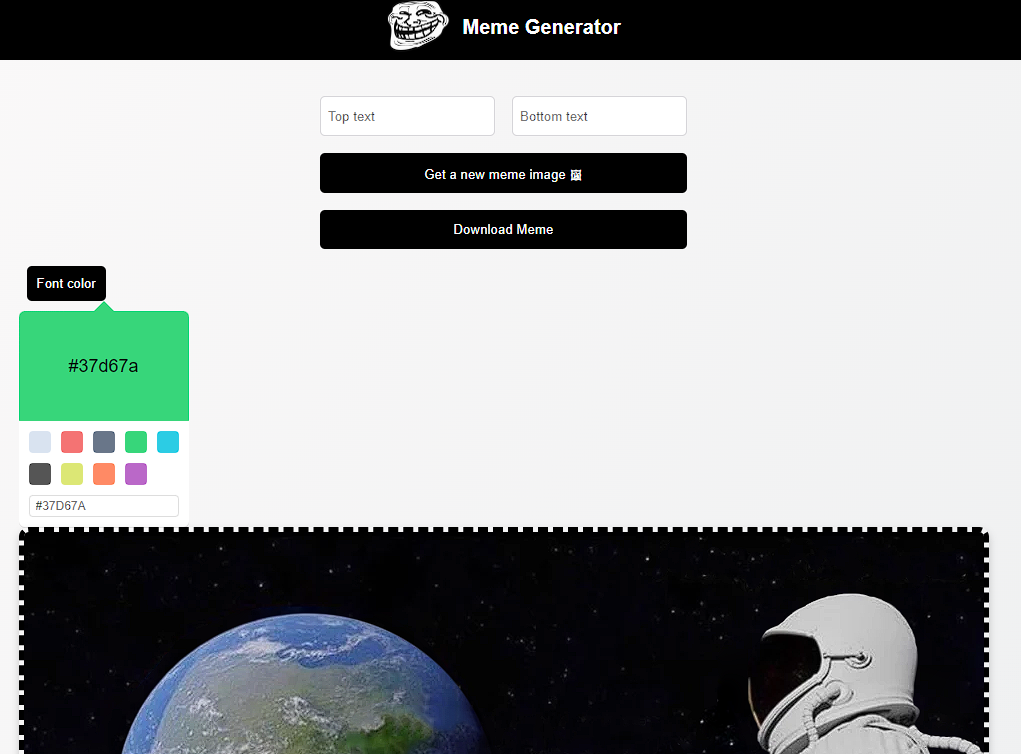 Meme Generator
Top text
Bottom text
Get a new meme image 🖼
Download Meme
Font color
#37d67a
#37D67A